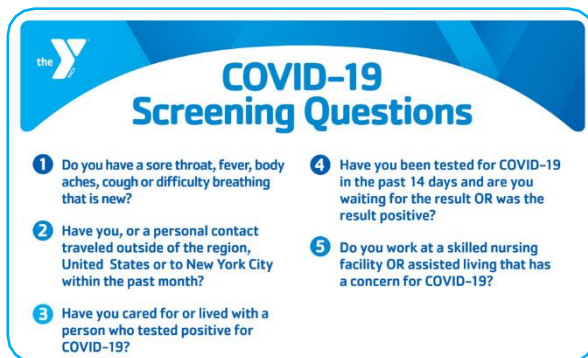 the
YMCA
COVID–19
Screening Questions
1 Do you have a sore throat, fever, body
aches, cough or difficulty breathing
that is new?
2 Have you, or a personal contact
traveled outside of the region,
United States or to New York City
within the past month?
3 Have you cared for or lived with a
person who tested positive for
COVID–19?
4 Have you been tested for COVID–19
in the past 14 days and are you
waiting for the result OR was the
result positive?
5 Do you work at a skilled nursing
facility OR assisted living that has
a concern for COVID–19?